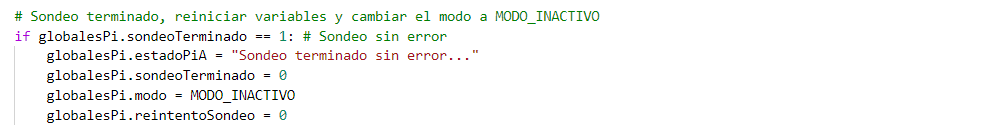 # Sondeo terminado, reiniciar variables y cambiar el modo a MODO_INACTIVO
if globalesPi.sondeoTerminado == 1: # Sondeo sin error
    globalesPi.estadoPiA = "Sondeo terminado sin error..."
    globalesPi.sondeoTerminado = 0
    globalesPi.modo = MODO_INACTIVO
    globalesPi.reintentoSondeo = 0